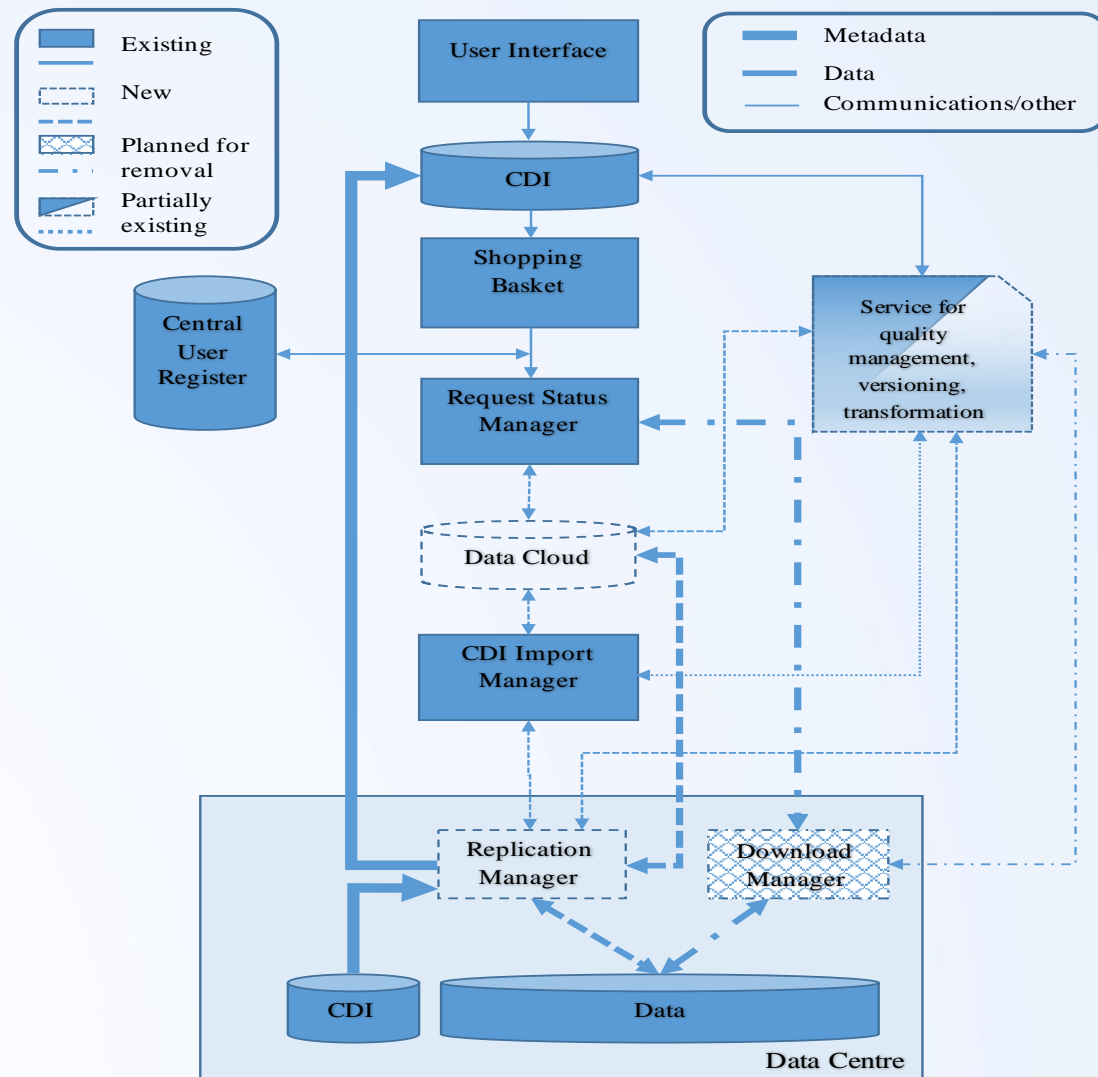 Existing
New
Planned for
removal
Partially
existing
User Interface
Metadata
Data
Communications/other
CDI
Shopping
Basket
Central
User
Register
Service for
quality
management,
versioning,
transformation
Request Status
Manager
Data Cloud
CDI Import
Manager
Replication
Manager
Download
Manager
CDI
Data
Data Centre